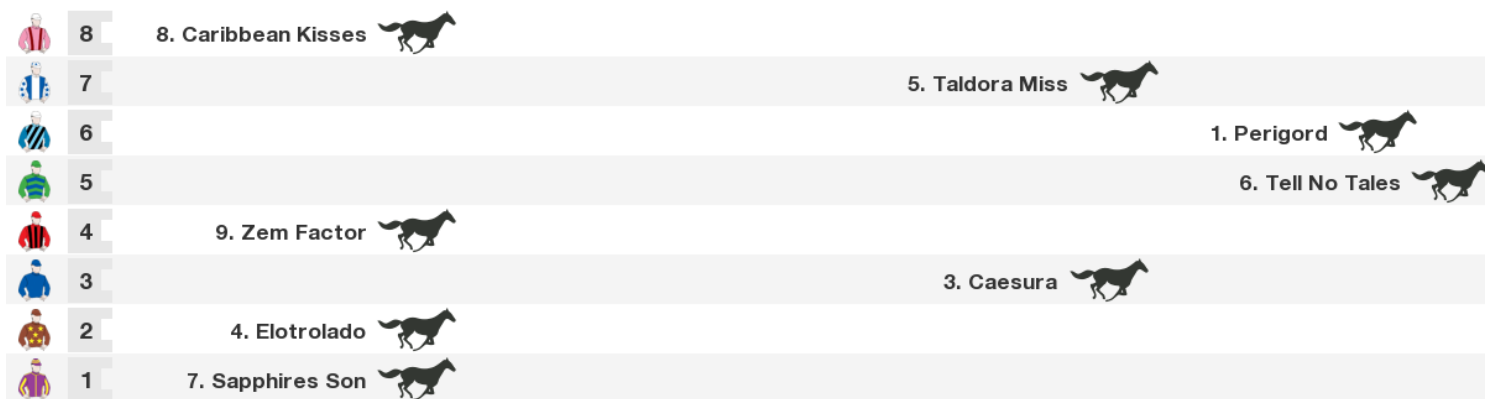 8 8. Caribbean Kisses
7 5. Taldora Miss
6 1. Perigord
5 6. Tell No Tales
4 9. Zem Factor
3 3. Caesura
2 4. Elotrolado
1 7. Sapphires Son